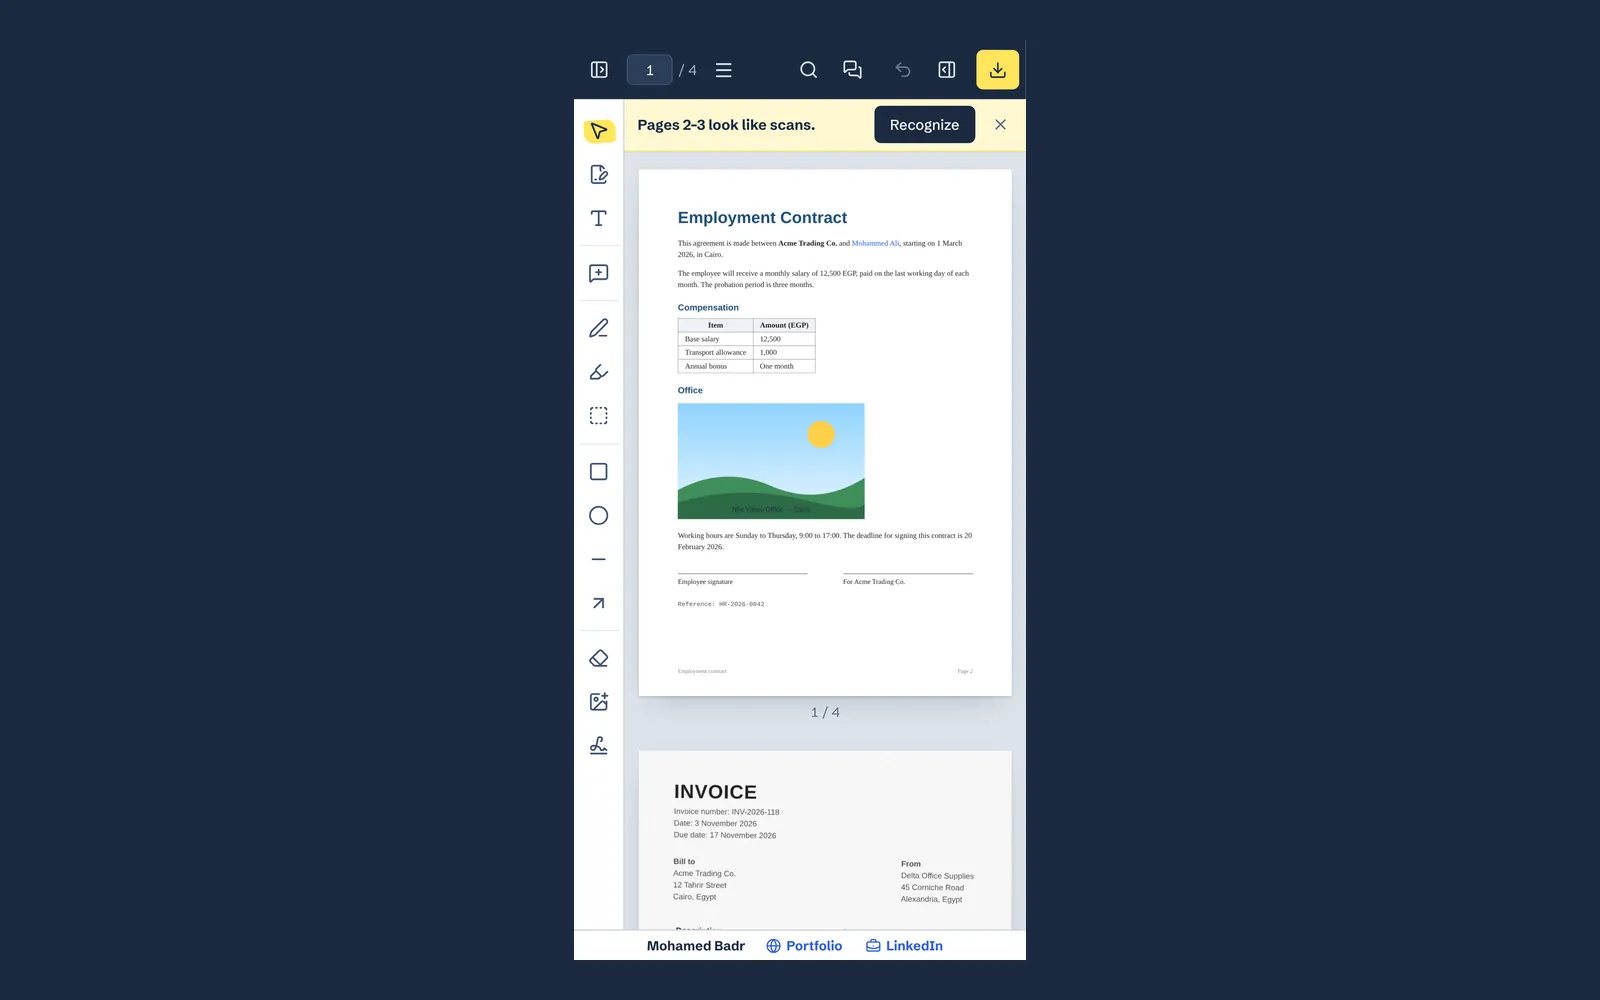 1 / 4
Pages 2-3 look like scans.
Recognize
Employment Contract
This agreement is made between Acme Trading Co. and Mohammed Ali, starting on 1 March
2026, in Cairo.
The employee will receive a monthly salary of 12,500 EGP, paid on the last working day of each
month. The probation period is three months.
Compensation
Item Amount (EGP)
Base salary 12,500
Transport allowance 1,000
Annual bonus One month
Office
Working hours are Sunday to Thursday, 9:00 to 17:00. The deadline for signing this contract is 20
February 2026.
Employee signature For Acme Trading Co.
Reference: HR-2026-0042
Employment contract Page 2
1 / 4
INVOICE
Invoice number: INV-2026-118
Date: 3 November 2026
Due date: 17 November 2026
Bill to
Acme Trading Co.
12 Tahrir Street
Cairo, Egypt
From
Delta Office Supplies
45 Corniche Road
Alexandria, Egypt
Mohamed Badr Portfolio LinkedIn